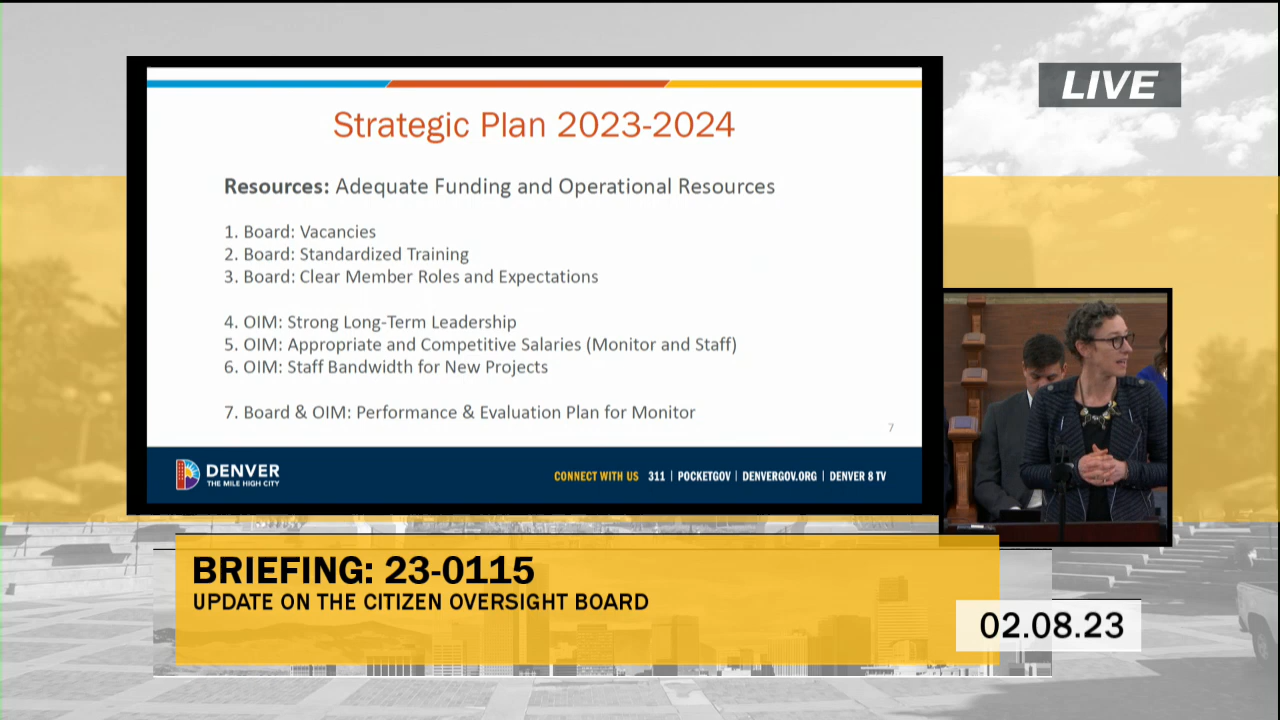 LIVE
Strategic Plan 2023-2024
Resources: Adequate Funding and Operational Resources
1. Board: Vacancies
2. Board: Standardized Training
3. Board: Clear Member Roles and Expectations
4. OIM: Strong Long-Term Leadership
5. OIM: Appropriate and Competitive Salaries (Monitor and Staff)
6. OIM: Staff Bandwidth for New Projects
7. Board & OIM: Performance & Evaluation Plan for Monitor
7
DENVER
THE MILE HIGH CITY
CONNECT WITH US 311 | POCKETGOV | DENVERGOV.ORG | DENVER 8 TV
BRIEFING: 23-0115
UPDATE ON THE CITIZEN OVERSIGHT BOARD
02.08.23